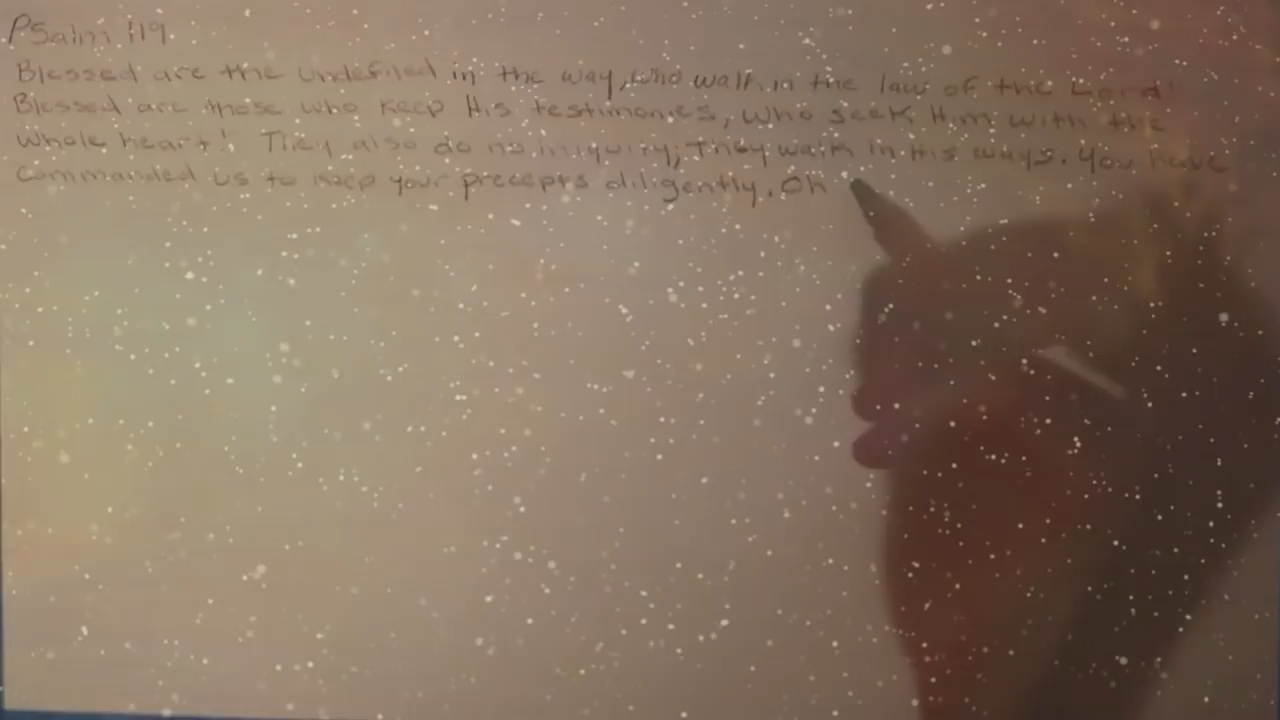 Psalm 119
Blessed are the undefiled in the way, who walk in the law of the Lord!
Blessed are those who keep His testimonies, who seek Him with the
whole heart! They also do no iniquity; They walk in His ways. You have
commanded us to keep your precepts diligently. Oh